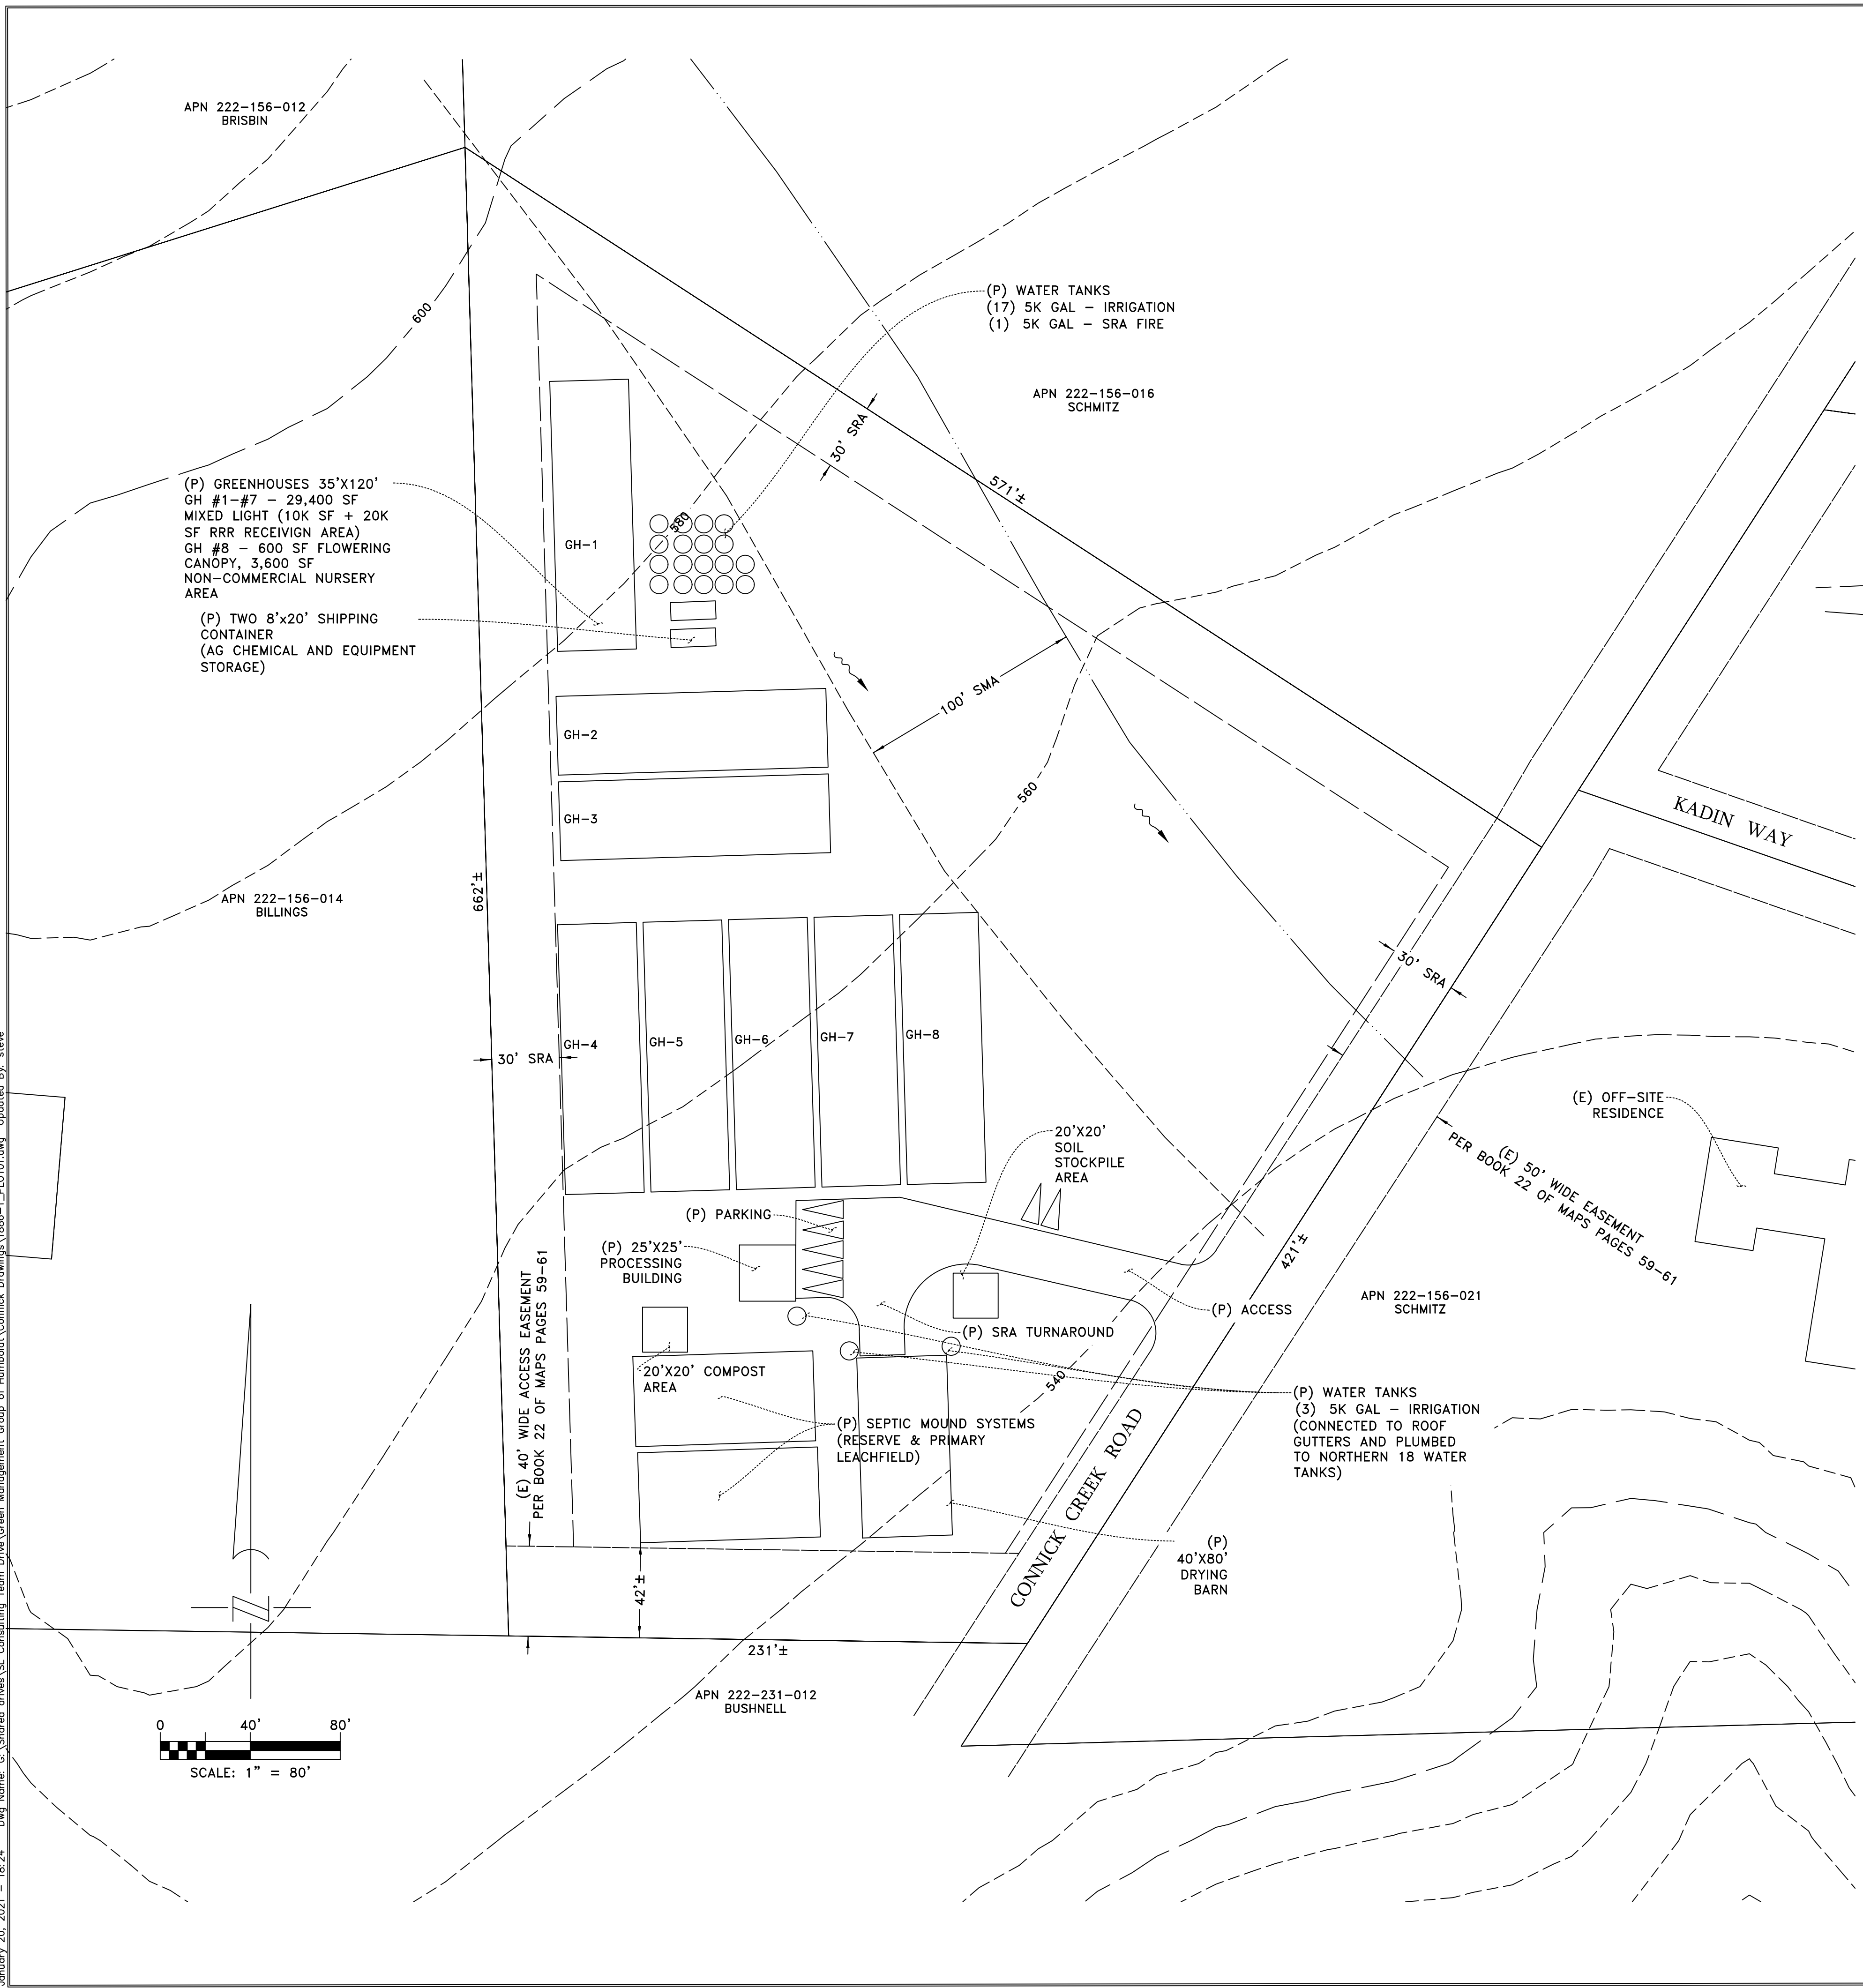 APN 222-156-012
BRISBIN
600
(P) WATER TANKS
(17) 5K GAL - IRRIGATION
(1) 5K GAL - SRA FIRE
APN 222-156-016
SCHMITZ
30' SRA
571'±
(P) GREENHOUSES 35'X120'
GH #1-#7 - 29,400 SF
MIXED LIGHT (10K SF + 20K
SF RRR RECEIVIGN AREA)
GH #8 - 600 SF FLOWERING
CANOPY, 3,600 SF
NON-COMMERCIAL NURSERY
AREA
(P) TWO 8'x20' SHIPPING
CONTAINER
(AG CHEMICAL AND EQUIPMENT
STORAGE)
GH-1
580
100' SMA
GH-2
GH-3
560
KADIN WAY
662'±
APN 222-156-014
BILLINGS
30' SRA
30' SRA
GH-4
GH-5
GH-6
GH-7
GH-8
20'X20'
SOIL
STOCKPILE
AREA
(E) OFF-SITE
RESIDENCE
(E) 50' WIDE EASEMENT
PER BOOK 22 OF MAPS PAGES 59-61
(P) PARKING
(P) 25'X25'
PROCESSING
BUILDING
421'±
APN 222-156-021
SCHMITZ
(P) ACCESS
(P) SRA TURNAROUND
(E) 40' WIDE ACCESS EASEMENT
PER BOOK 22 OF MAPS PAGES 59-61
20'X20' COMPOST
AREA
540
(P) WATER TANKS
(3) 5K GAL - IRRIGATION
(CONNECTED TO ROOF
GUTTERS AND PLUMBED
TO NORTHERN 18 WATER
TANKS)
(P) SEPTIC MOUND SYSTEMS
(RESERVE & PRIMARY
LEACHFIELD)
CONNICK CREEK ROAD
(P)
40'X80'
DRYING
BARN
42'±
231'±
APN 222-231-012
BUSHNELL
N
0 40' 80'
SCALE: 1" = 80'